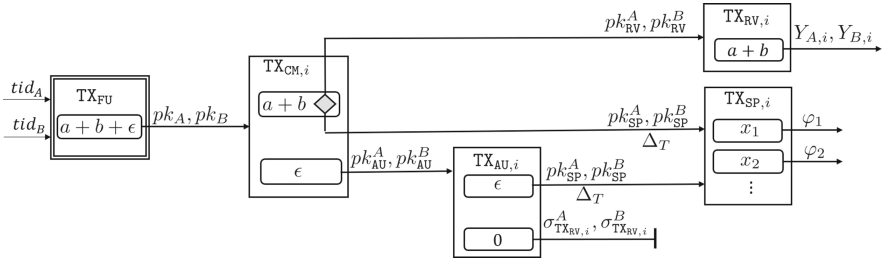 tid_A
tid_B
TX_FU
a + b + ϵ
pk_A, pk_B
TX_CM,i
a + b
ϵ
pk^A_RV, pk^B_RV
TX_RV,i
a + b
Y_A,i, Y_B,i
pk^A_SP, pk^B_SP
Δ_T
TX_SP,i
x_1
φ_1
x_2
φ_2
⋮
pk^A_AU, pk^B_AU
TX_AU,i
ϵ
pk^A_SP, pk^B_SP
Δ_T
0
σ^A_TX_RV,i, σ^B_TX_RV,i